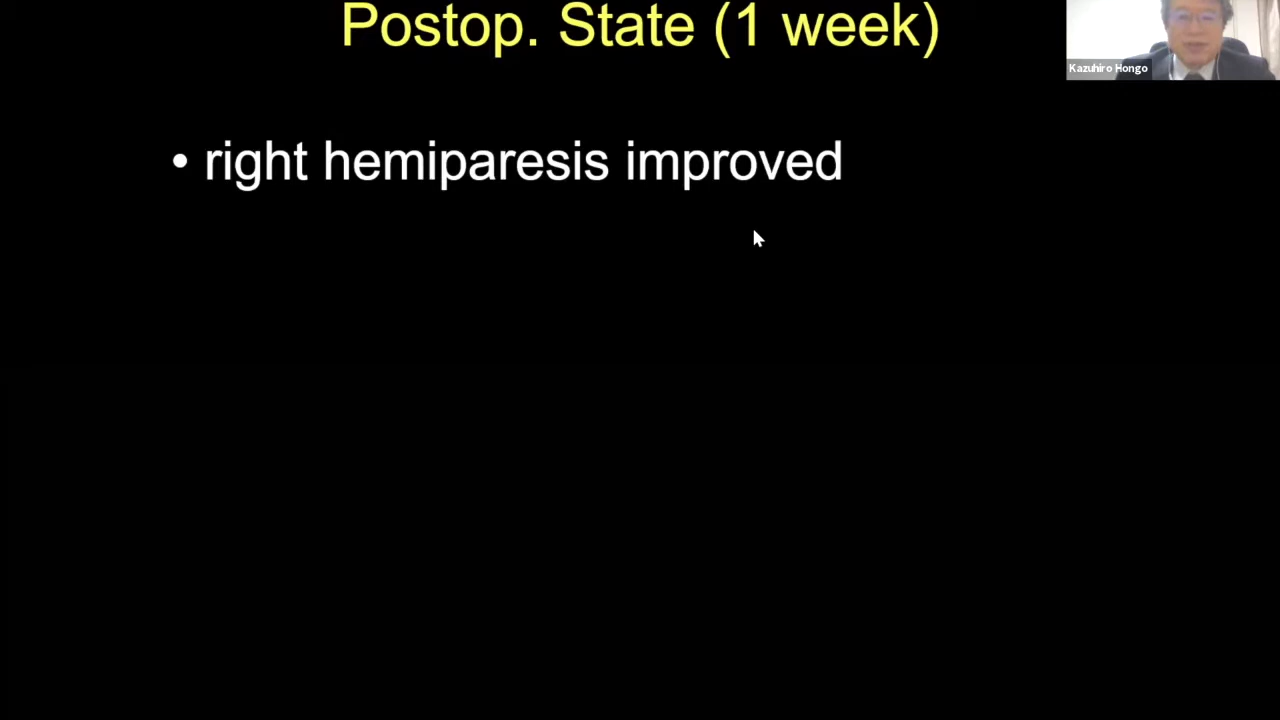 Postop. State (1 week)
Kazuhiro Hongo
• right hemiparesis improved